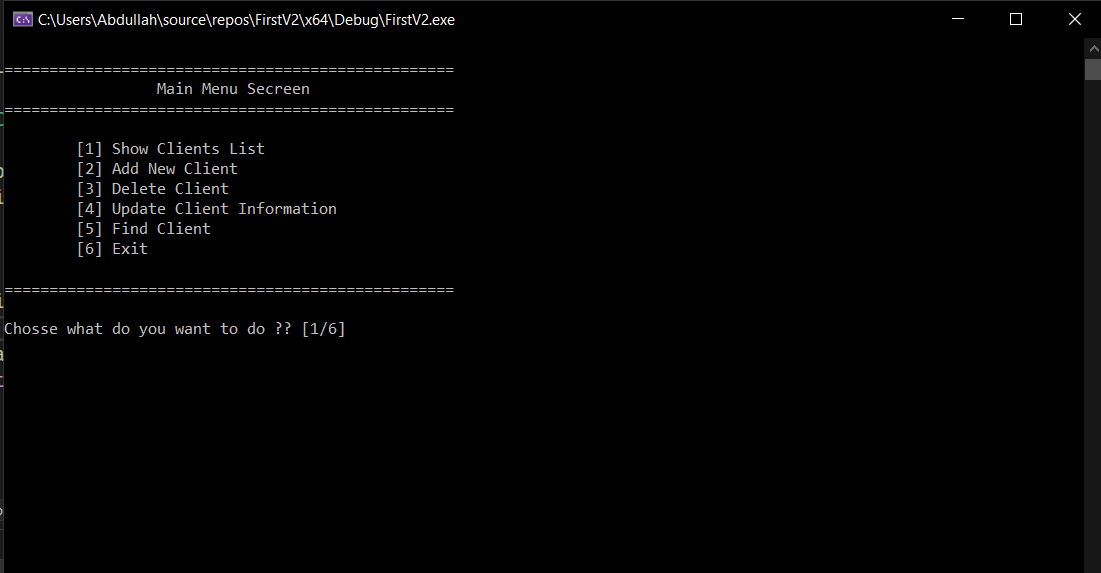 C:\Users\Abdullah\source\repos\FirstV2\x64\Debug\FirstV2.exe
==================================================
Main Menu Secreen
==================================================
[1] Show Clients List
[2] Add New Client
[3] Delete Client
[4] Update Client Information
[5] Find Client
[6] Exit
==================================================
Chosse what do you want to do ?? [1/6]